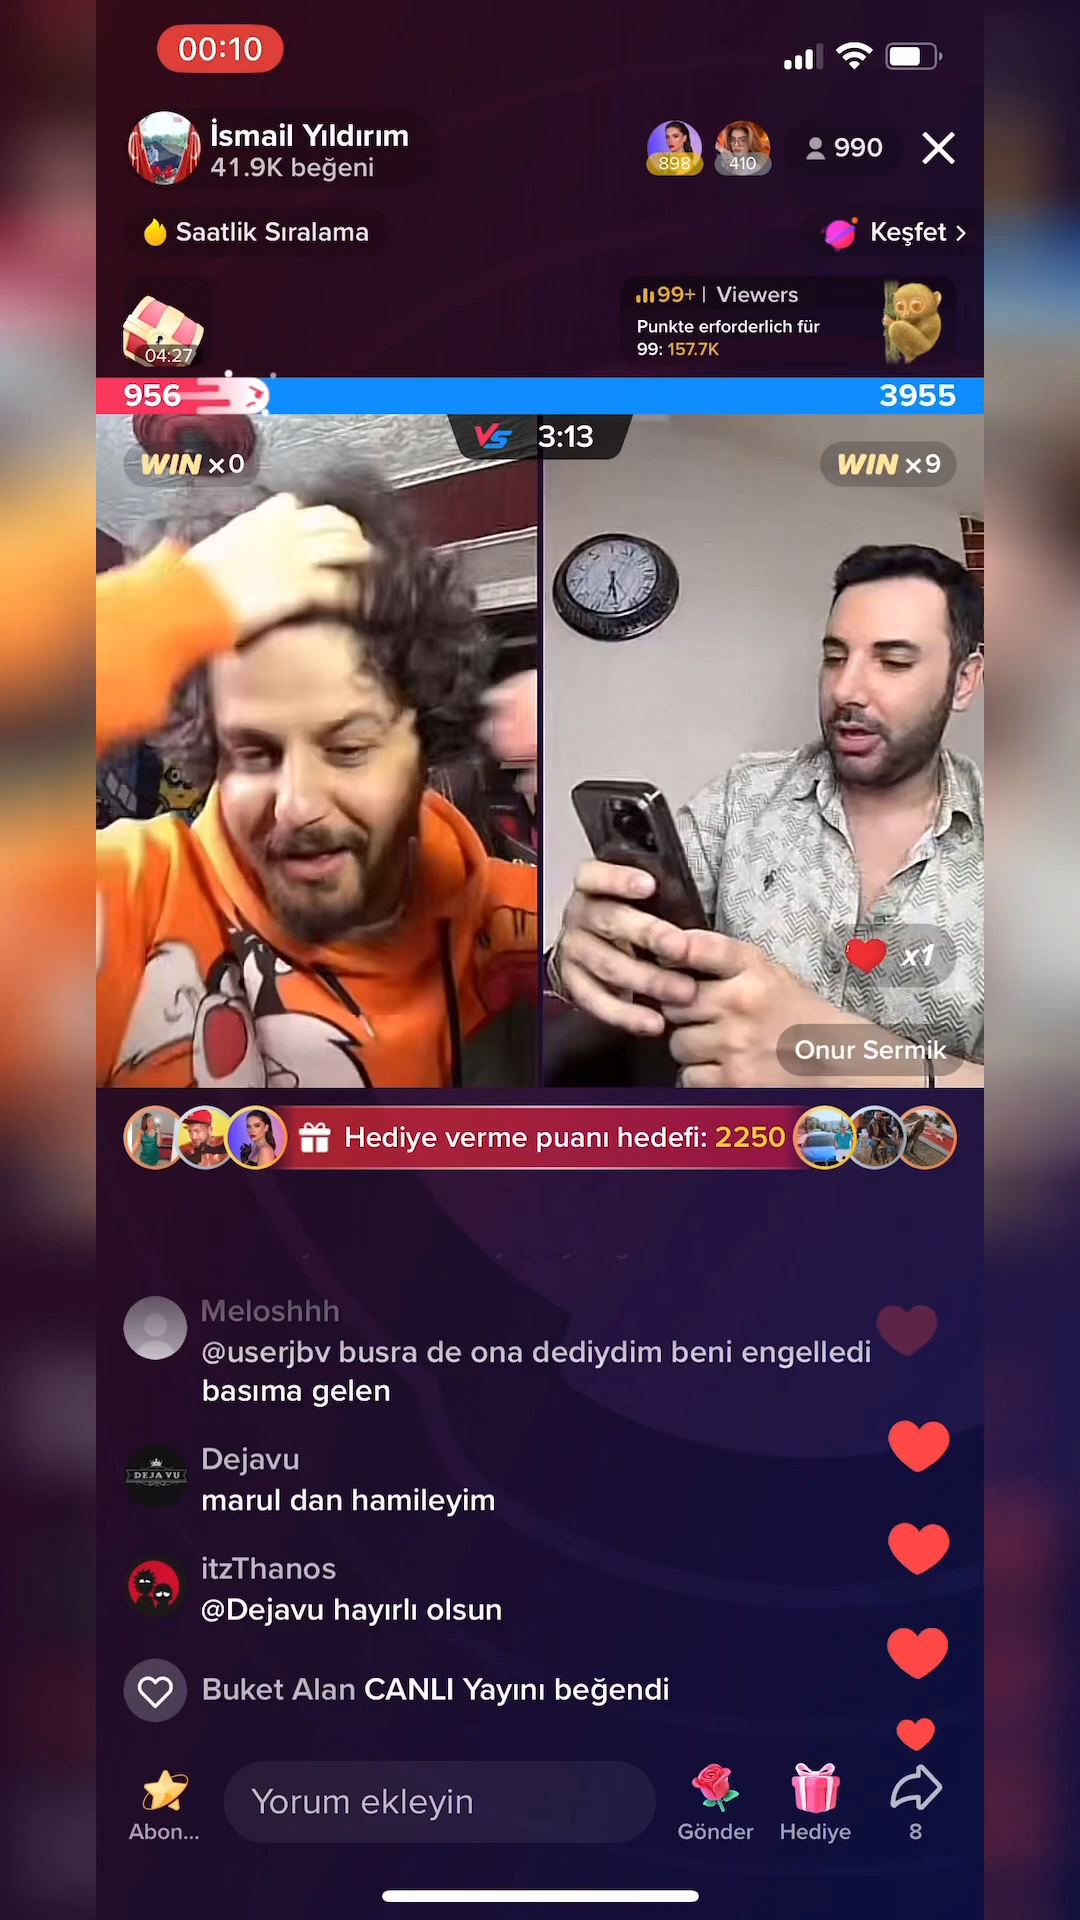 00:10
İsmail Yıldırım
41.9K beğeni
898
410
990
Saatlik Sıralama
Keşfet >
99+ | Viewers
Punkte erforderlich für
99: 157.7K
04:27
956
3955
VS 3:13
WIN x0
WIN x9
x1
Onur Sermik
Hediye verme puanı hedefi: 2250
Meloshhh
@userjbv busra de ona dediydim beni engelledi
basıma gelen
DEJAVU
Dejavu
marul dan hamileyim
itzThanos
@Dejavu hayırlı olsun
Buket Alan CANLI Yayını beğendi
Abon...
Yorum ekleyin
Gönder
Hediye
8